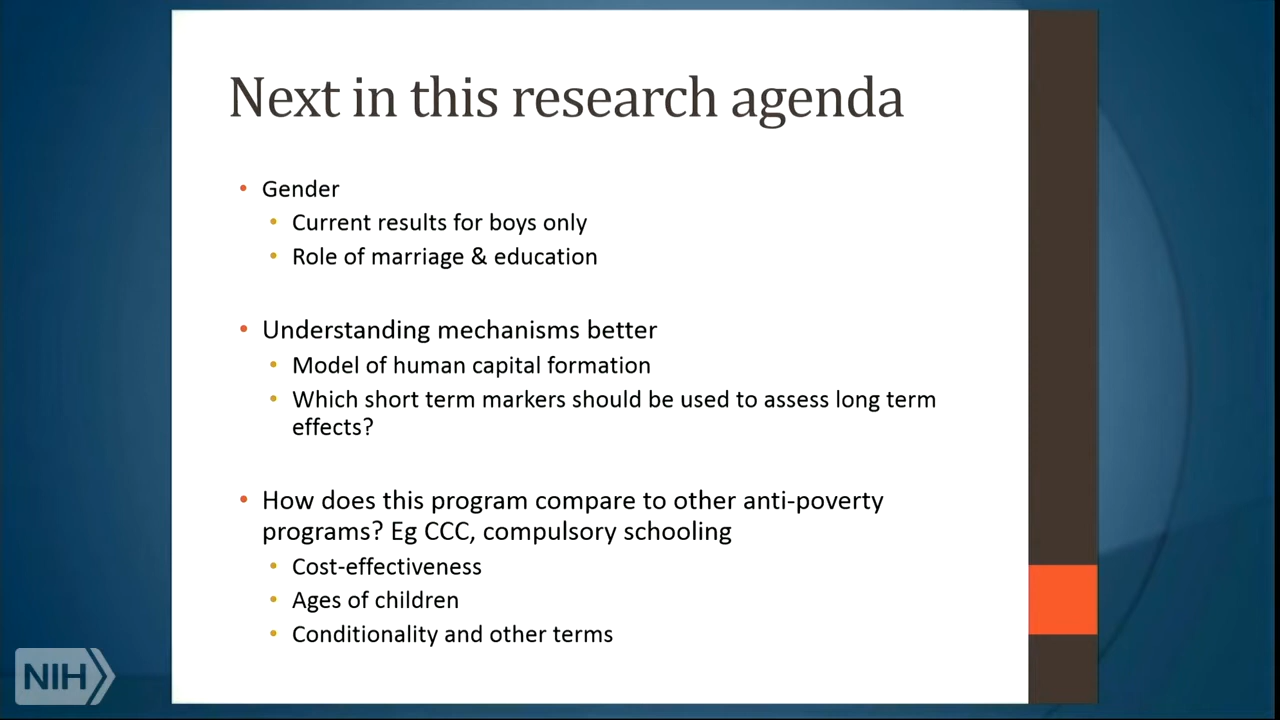 Next in this research agenda
• Gender
• Current results for boys only
• Role of marriage & education
• Understanding mechanisms better
• Model of human capital formation
• Which short term markers should be used to assess long term
effects?
• How does this program compare to other anti-poverty
programs? Eg CCC, compulsory schooling
• Cost-effectiveness
• Ages of children
• Conditionality and other terms
NIH